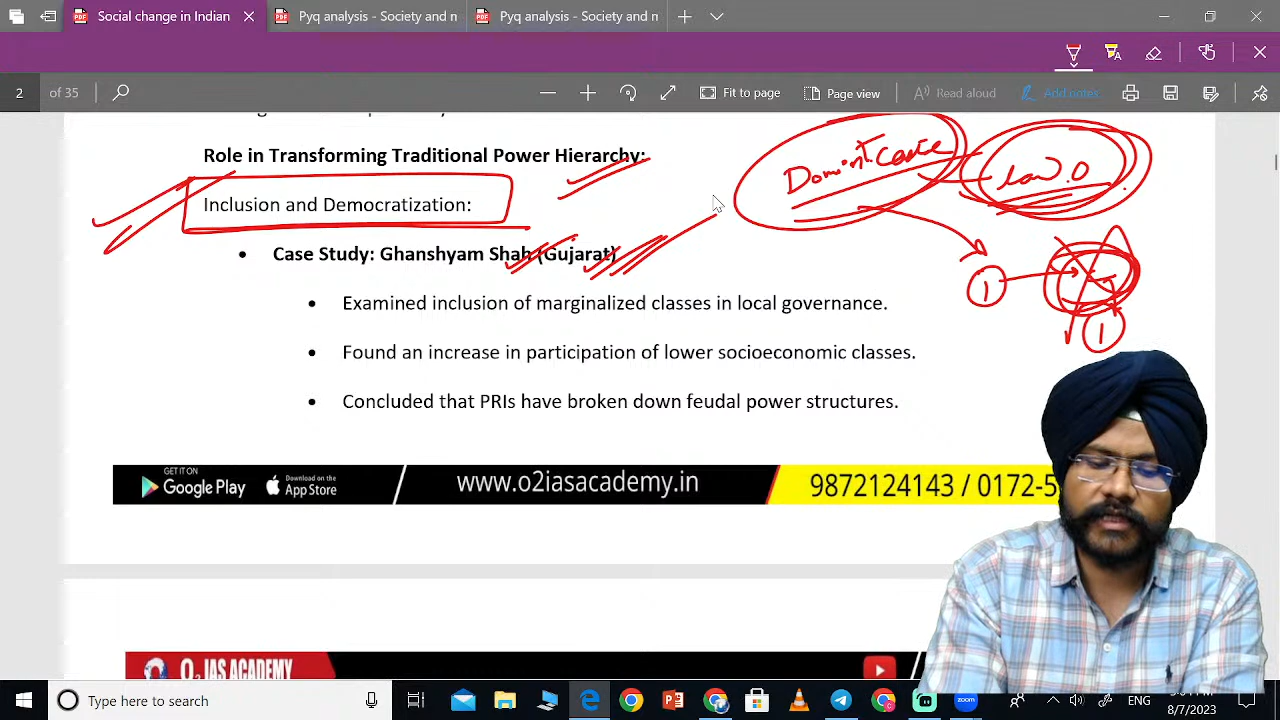 Social change in Indian
Pyq analysis - Society and n
Pyq analysis - Society and n
2 of 35
Fit to page
Page view
Read aloud
Add notes
Role in Transforming Traditional Power Hierarchy:
Inclusion and Democratization:
• Case Study: Ghanshyam Shah (Gujarat)
• Examined inclusion of marginalized classes in local governance.
• Found an increase in participation of lower socioeconomic classes.
• Concluded that PRIs have broken down feudal power structures.
1
1
GET IT ON
Google Play
Download on the
App Store
www.o2iasacademy.in
9872124143 / 0172-5
O2 IAS ACADEMY
Type here to search
ENG
8/7/2023